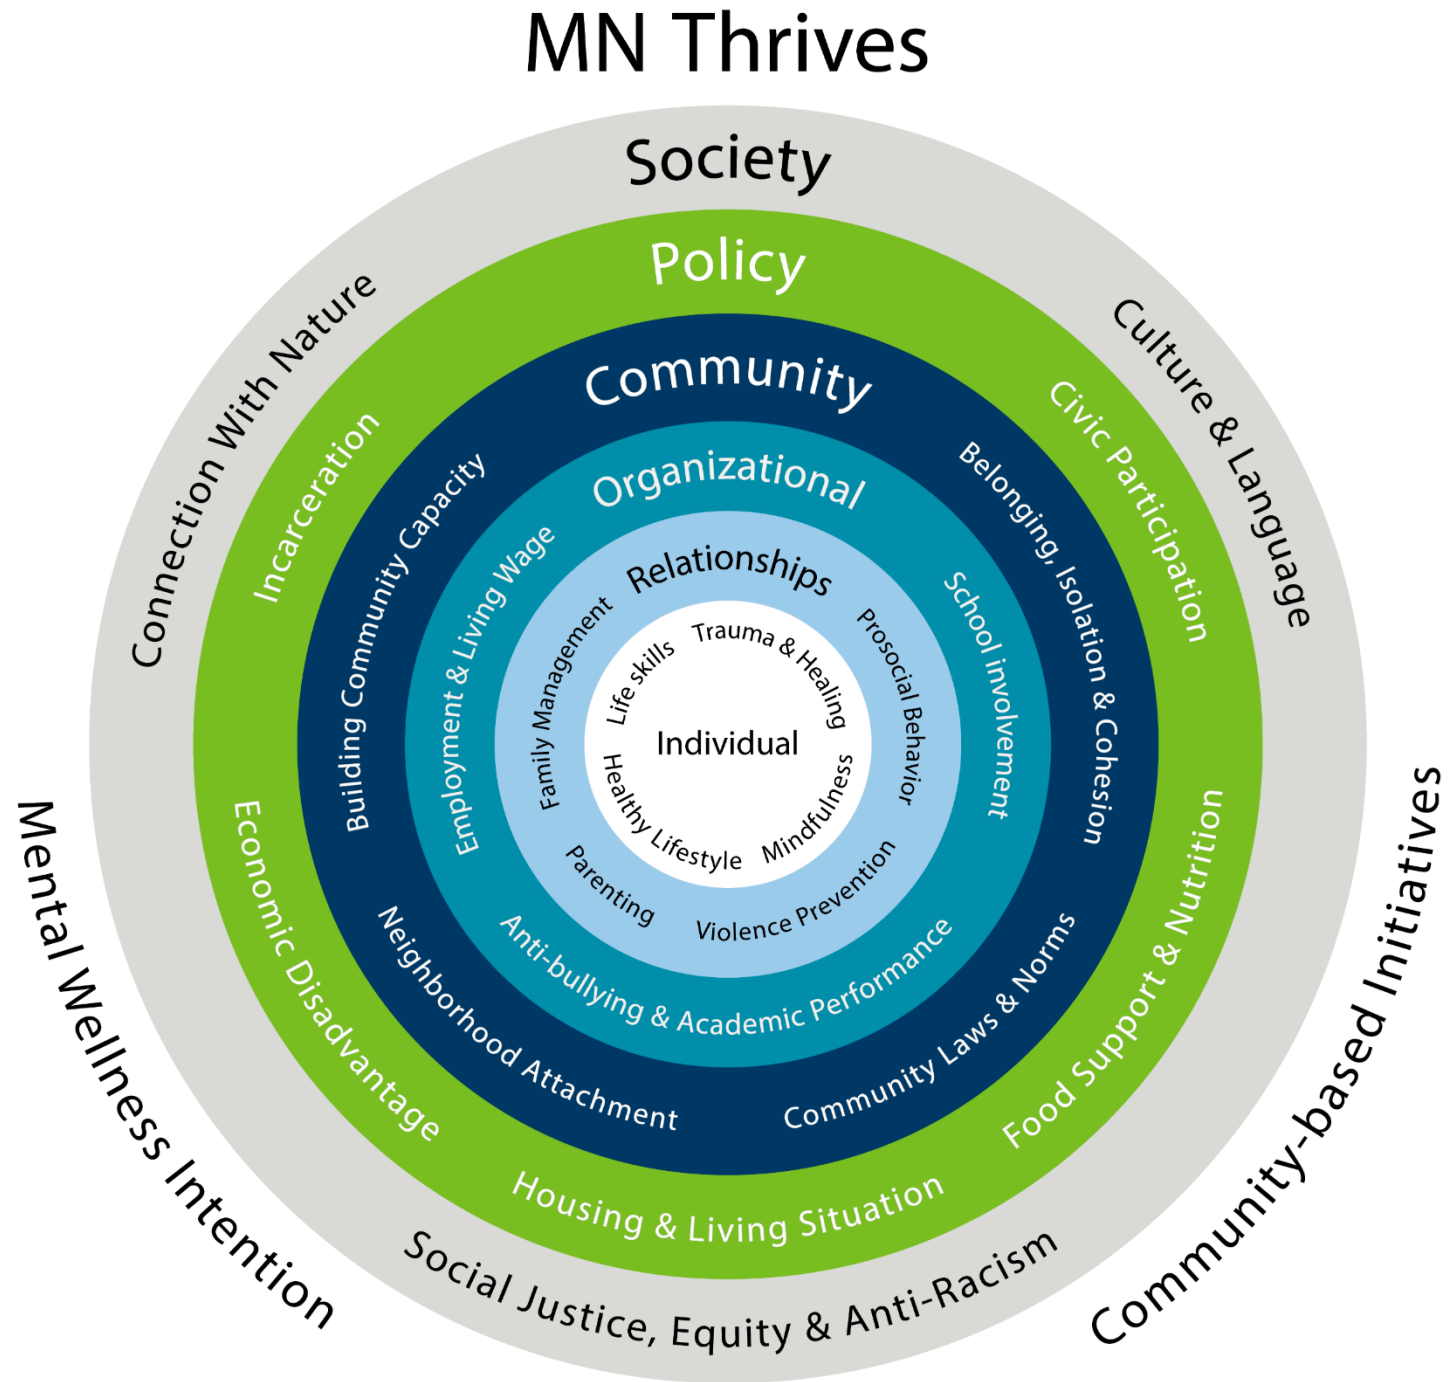 MN Thrives
Society
Connection With Nature
Culture & Language
Social Justice, Equity & Anti-Racism
Policy
Incarceration
Civic Participation
Economic Disadvantage
Housing & Living Situation
Food Support & Nutrition
Community
Building Community Capacity
Belonging, Isolation & Cohesion
Neighborhood Attachment
Community Laws & Norms
Organizational
Employment & Living Wage
School involvement
Anti-bullying & Academic Performance
Relationships
Family Management
Prosocial Behavior
Parenting
Violence Prevention
Life skills
Trauma & Healing
Individual
Healthy Lifestyle
Mindfulness
Mental Wellness Intention
Community-based Initiatives